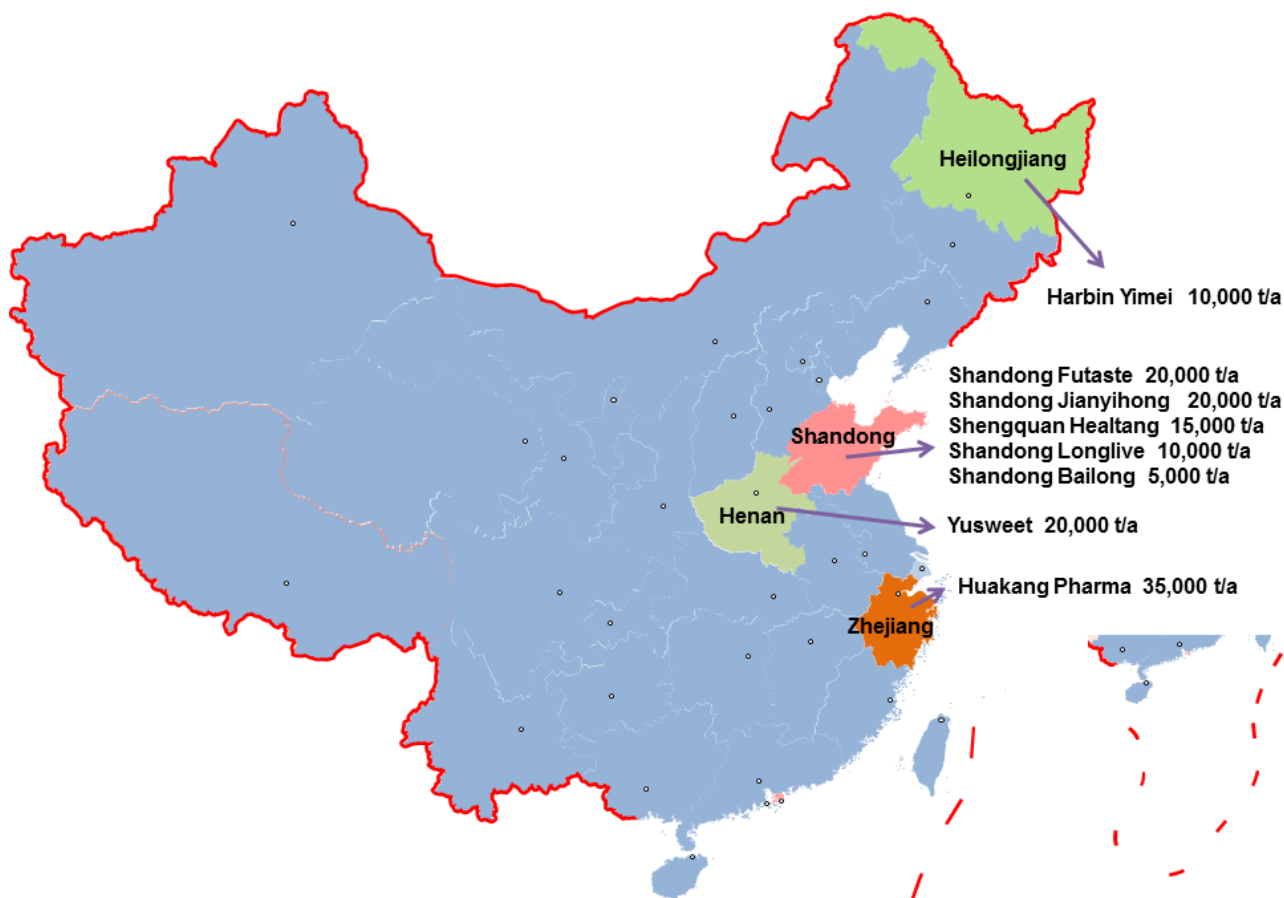 Heilongjiang
Harbin Yimei 10,000 t/a
Shandong Futaste 20,000 t/a
Shandong Jianyihong 20,000 t/a
Shengquan Healtang 15,000 t/a
Shandong Longlive 10,000 t/a
Shandong Bailong 5,000 t/a
Shandong
Henan
Yusweet 20,000 t/a
Huakang Pharma 35,000 t/a
Zhejiang